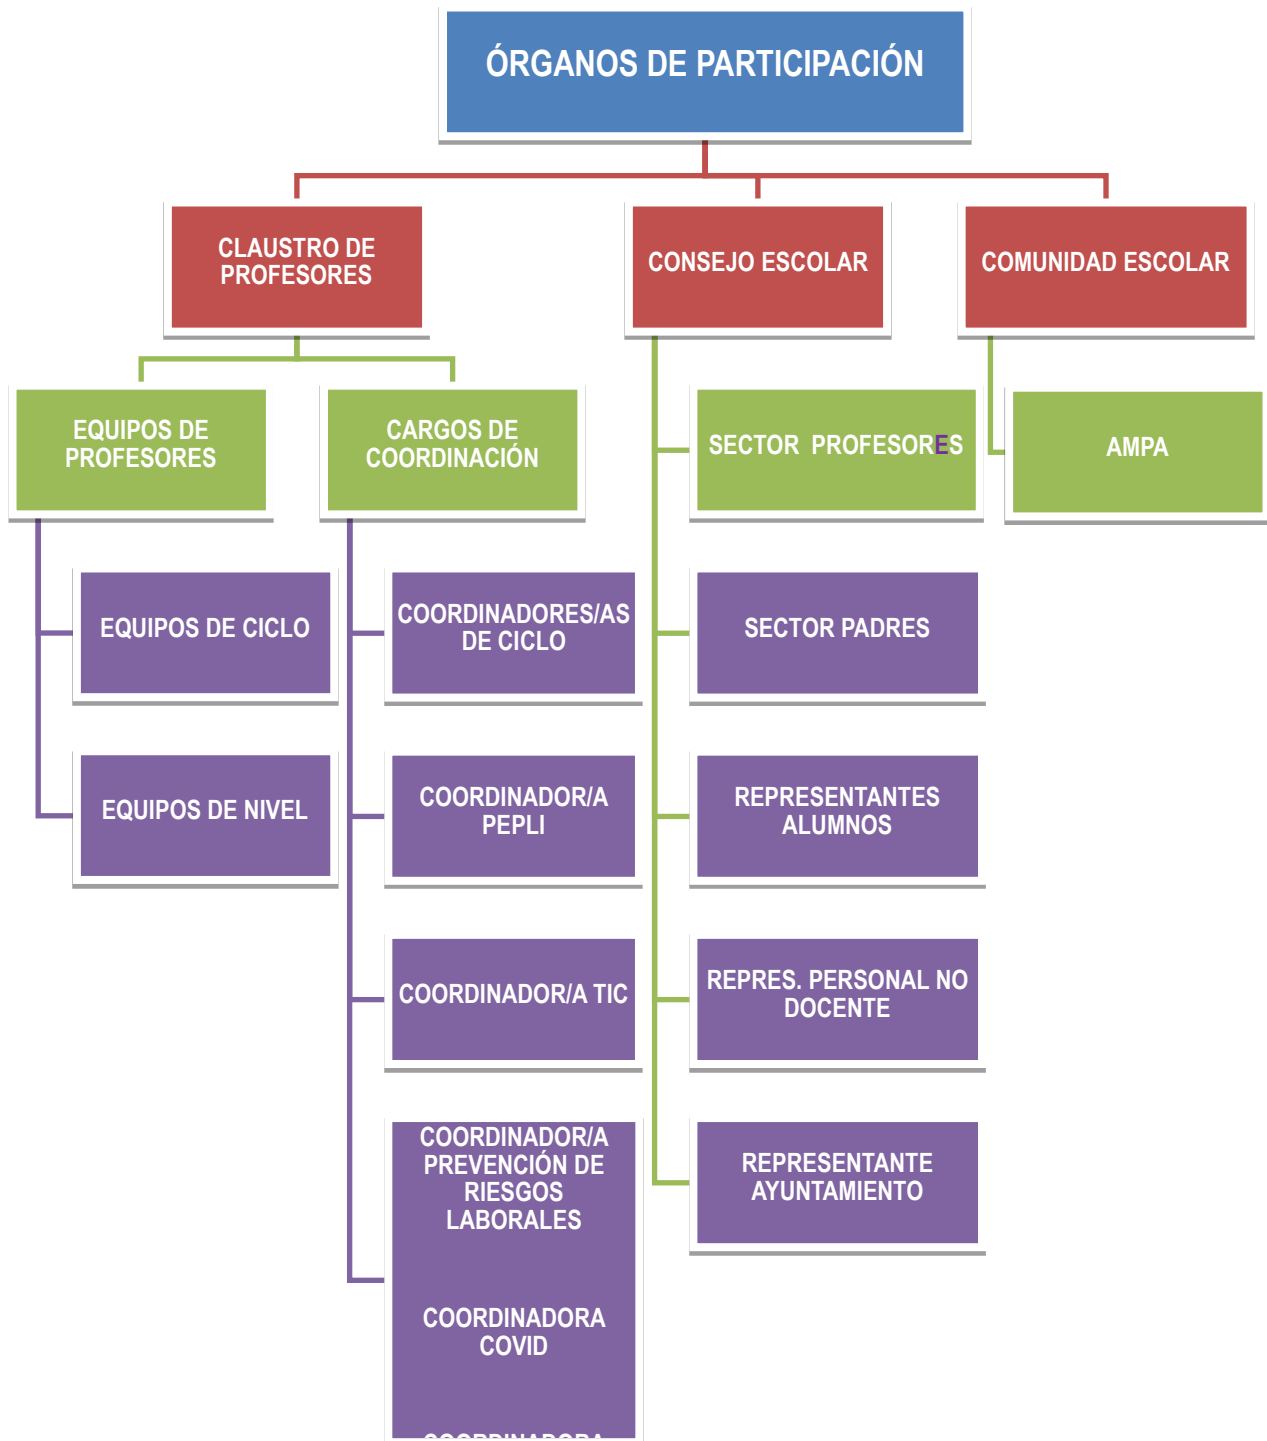 ÓRGANOS DE PARTICIPACIÓN
CLAUSTRO DE
PROFESORES
CONSEJO ESCOLAR
COMUNIDAD ESCOLAR
EQUIPOS DE
PROFESORES
CARGOS DE
COORDINACIÓN
SECTOR PROFESORES
AMPA
EQUIPOS DE CICLO
COORDINADORES/AS
DE CICLO
SECTOR PADRES
EQUIPOS DE NIVEL
COORDINADOR/A
PEPLI
REPRESENTANTES
ALUMNOS
COORDINADOR/A TIC
REPRES. PERSONAL NO
DOCENTE
COORDINADOR/A
PREVENCIÓN DE
RIESGOS
LABORALES
COORDINADORA
COVID
COORDINADORA
REPRESENTANTE
AYUNTAMIENTO